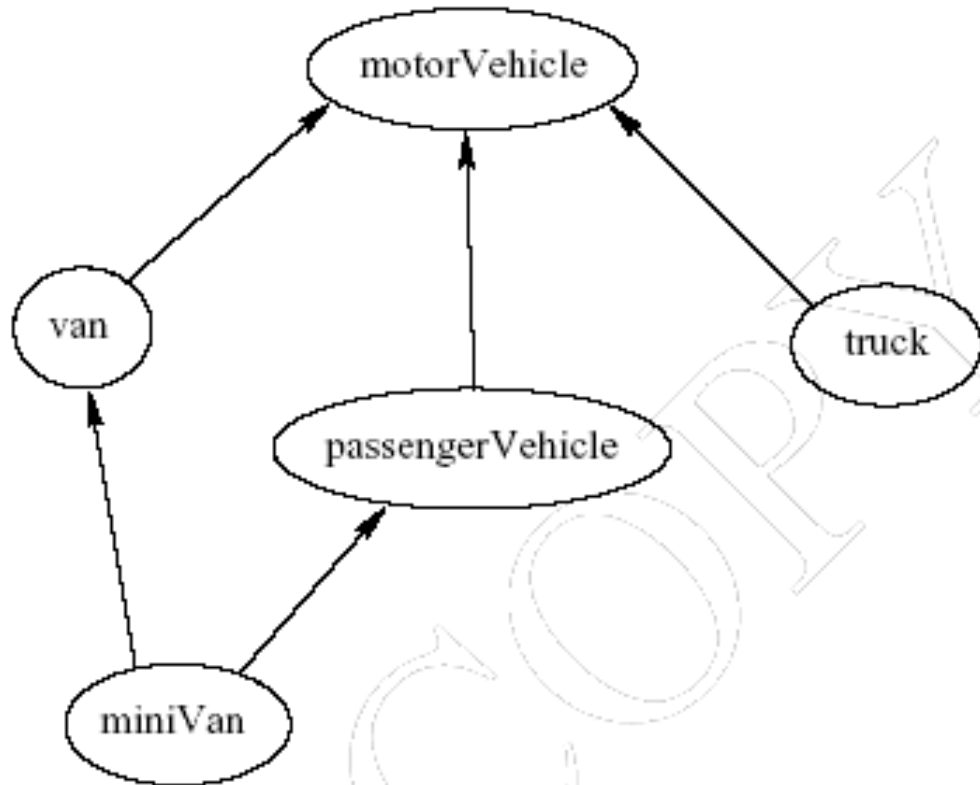 motorVehicle
van
truck
passengerVehicle
miniVan
COPY